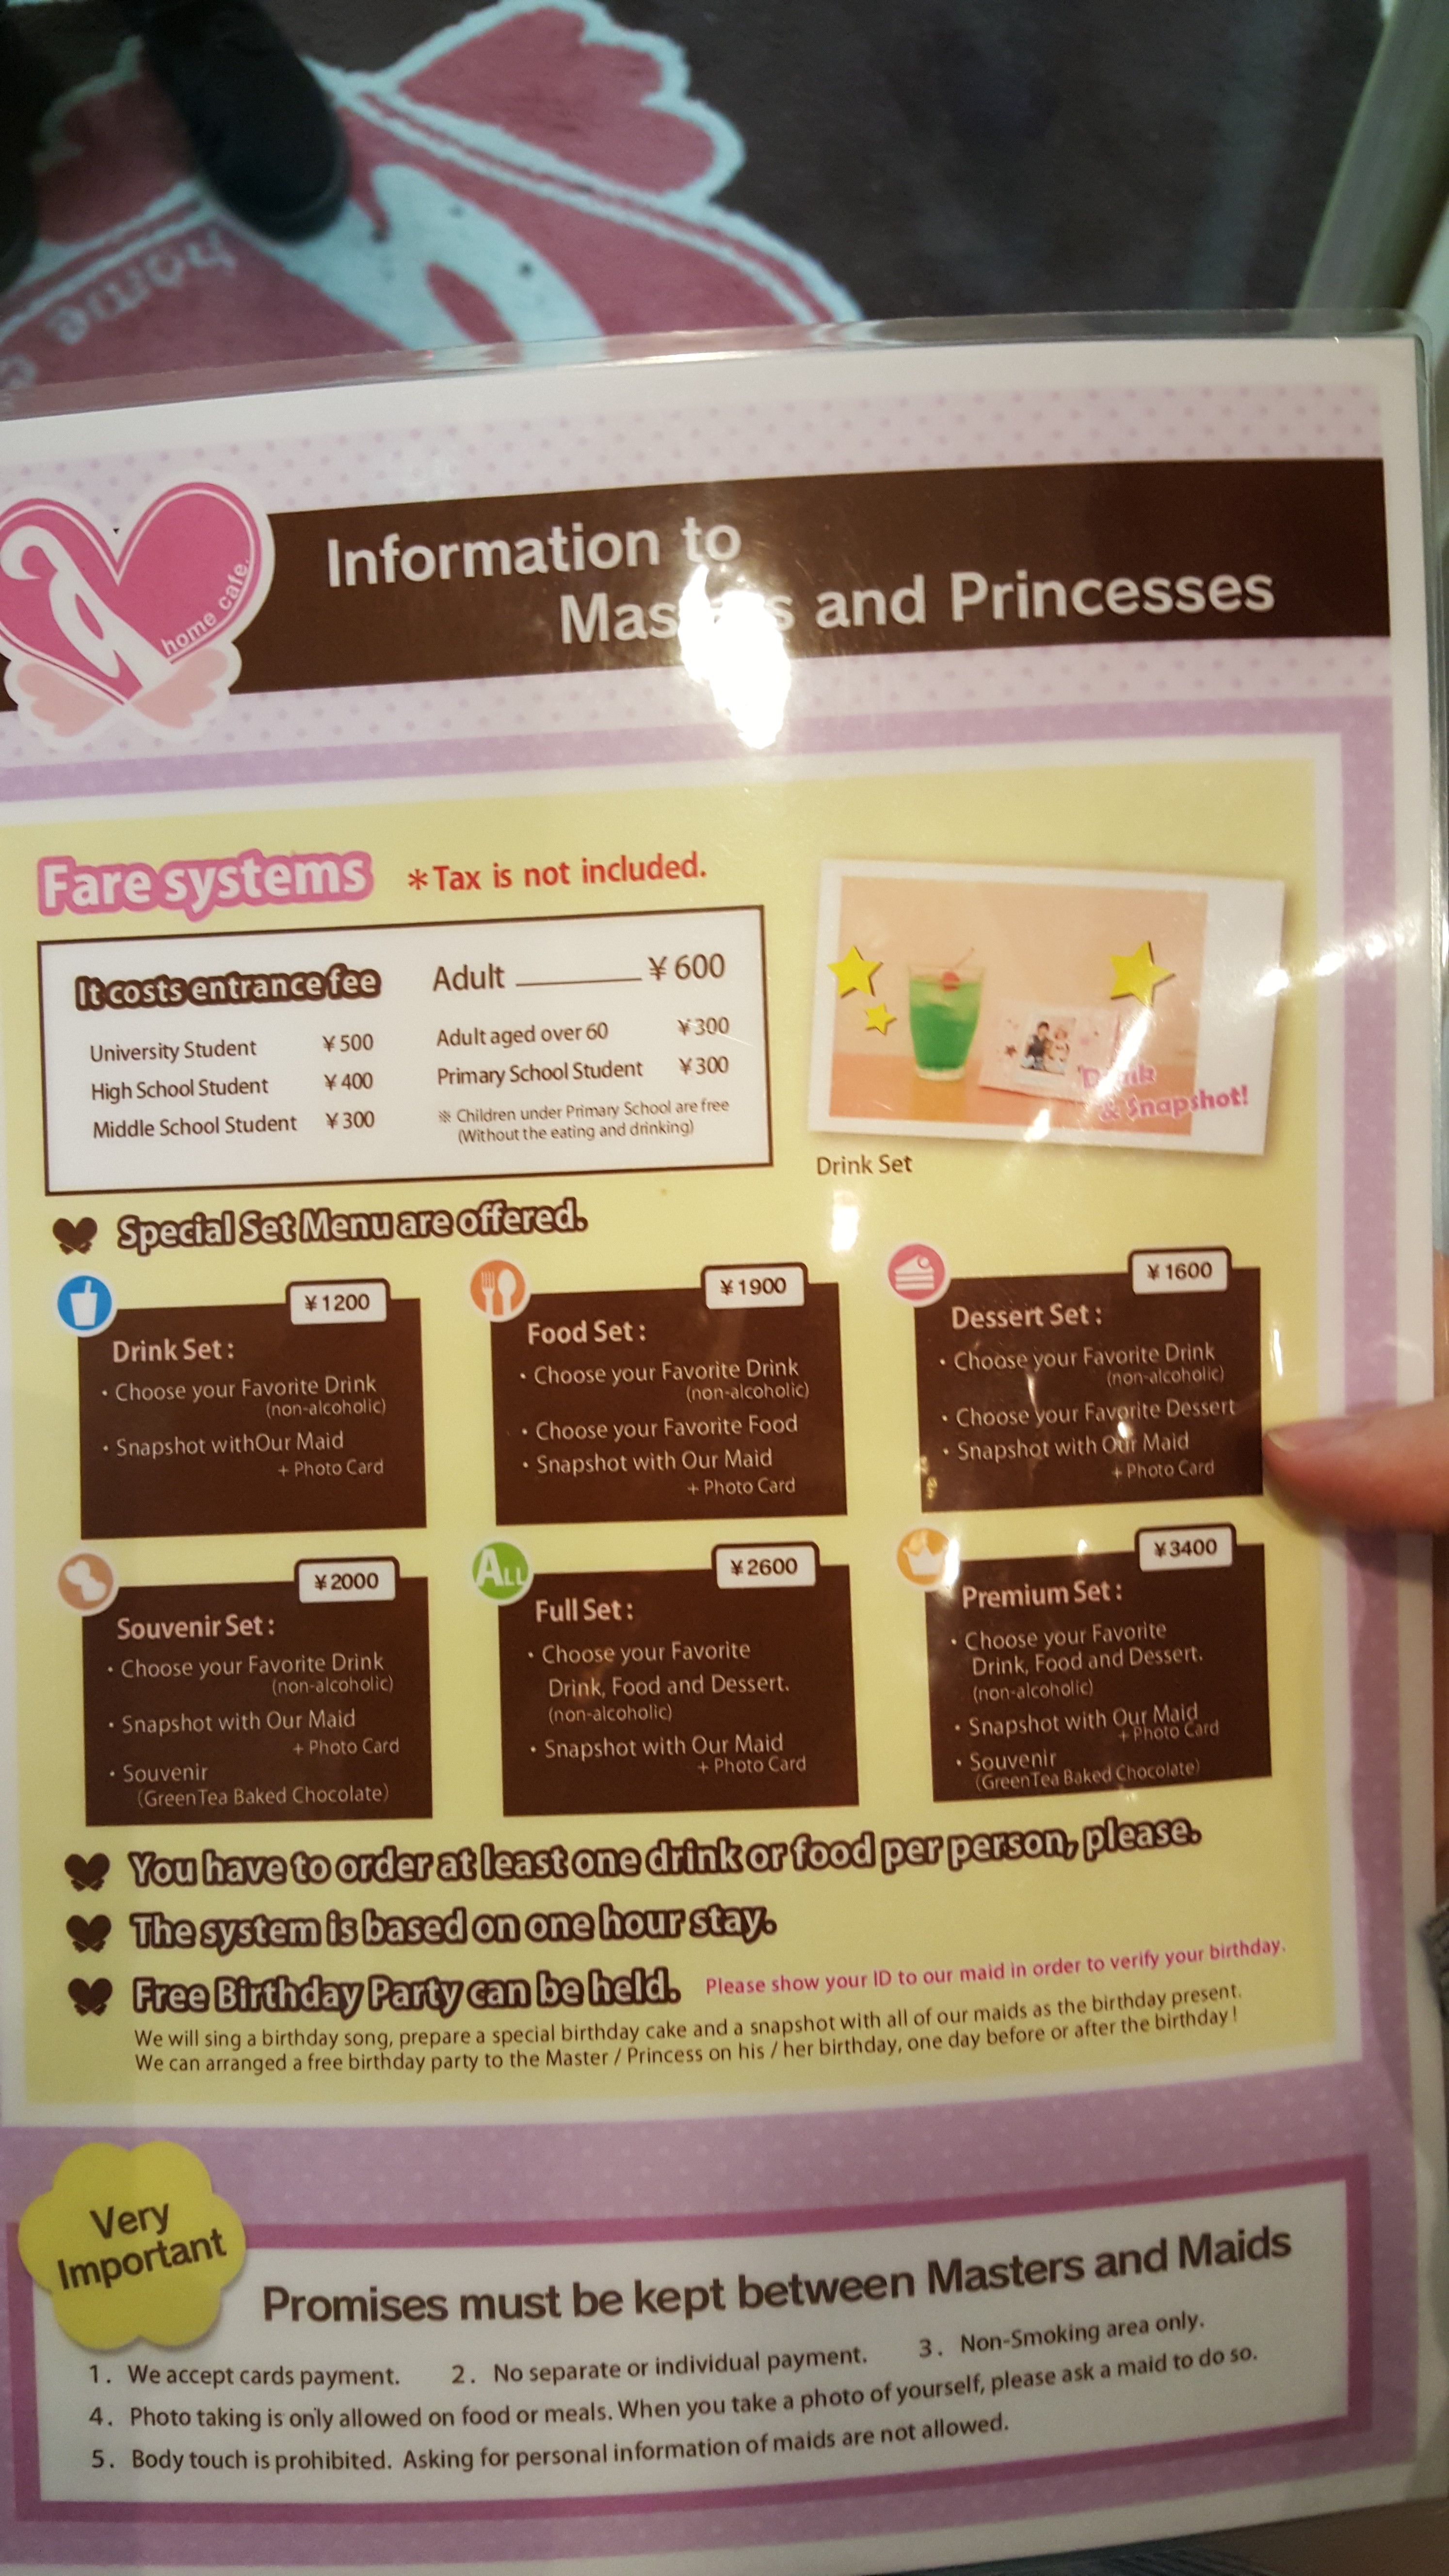 home c
a
a
home cafe.
Information to
Masters and Princesses
Fare systems
*Tax is not included.
It costs entrance fee
Adult ¥600
University Student ¥500
Adult aged over 60 ¥300
High School Student ¥400
Primary School Student ¥300
Middle School Student ¥300
※ Children under Primary School are free
(Without the eating and drinking)
Drink
& Snapshot!
Drink Set
Special Set Menu are offered.
¥1200
Drink Set :
・Choose your Favorite Drink
(non-alcoholic)
・Snapshot withOur Maid
+ Photo Card
¥1900
Food Set :
・Choose your Favorite Drink
(non-alcoholic)
・Choose your Favorite Food
・Snapshot with Our Maid
+ Photo Card
¥1600
Dessert Set :
・Choose your Favorite Drink
(non-alcoholic)
・Choose your Favorite Dessert
・Snapshot with Our Maid
+ Photo Card
¥2000
Souvenir Set :
・Choose your Favorite Drink
(non-alcoholic)
・Snapshot with Our Maid
+ Photo Card
・Souvenir
(GreenTea Baked Chocolate)
ALL
¥2600
Full Set :
・Choose your Favorite
Drink, Food and Dessert.
(non-alcoholic)
・Snapshot with Our Maid
+ Photo Card
¥3400
Premium Set :
・Choose your Favorite
Drink, Food and Dessert.
(non-alcoholic)
・Snapshot with Our Maid
+ Photo Card
・Souvenir
(GreenTea Baked Chocolate)
You have to order at least one drink or food per person, please.
The system is based on one hour stay.
Free Birthday Party can be held. Please show your ID to our maid in order to verify your birthday.
We will sing a birthday song, prepare a special birthday cake and a snapshot with all of our maids as the birthday present.
We can arranged a free birthday party to the Master / Princess on his / her birthday, one day before or after the birthday !
Very
Important
Promises must be kept between Masters and Maids
1. We accept cards payment. 2. No separate or individual payment. 3. Non-Smoking area only.
4. Photo taking is only allowed on food or meals. When you take a photo of yourself, please ask a maid to do so.
5. Body touch is prohibited. Asking for personal information of maids are not allowed.